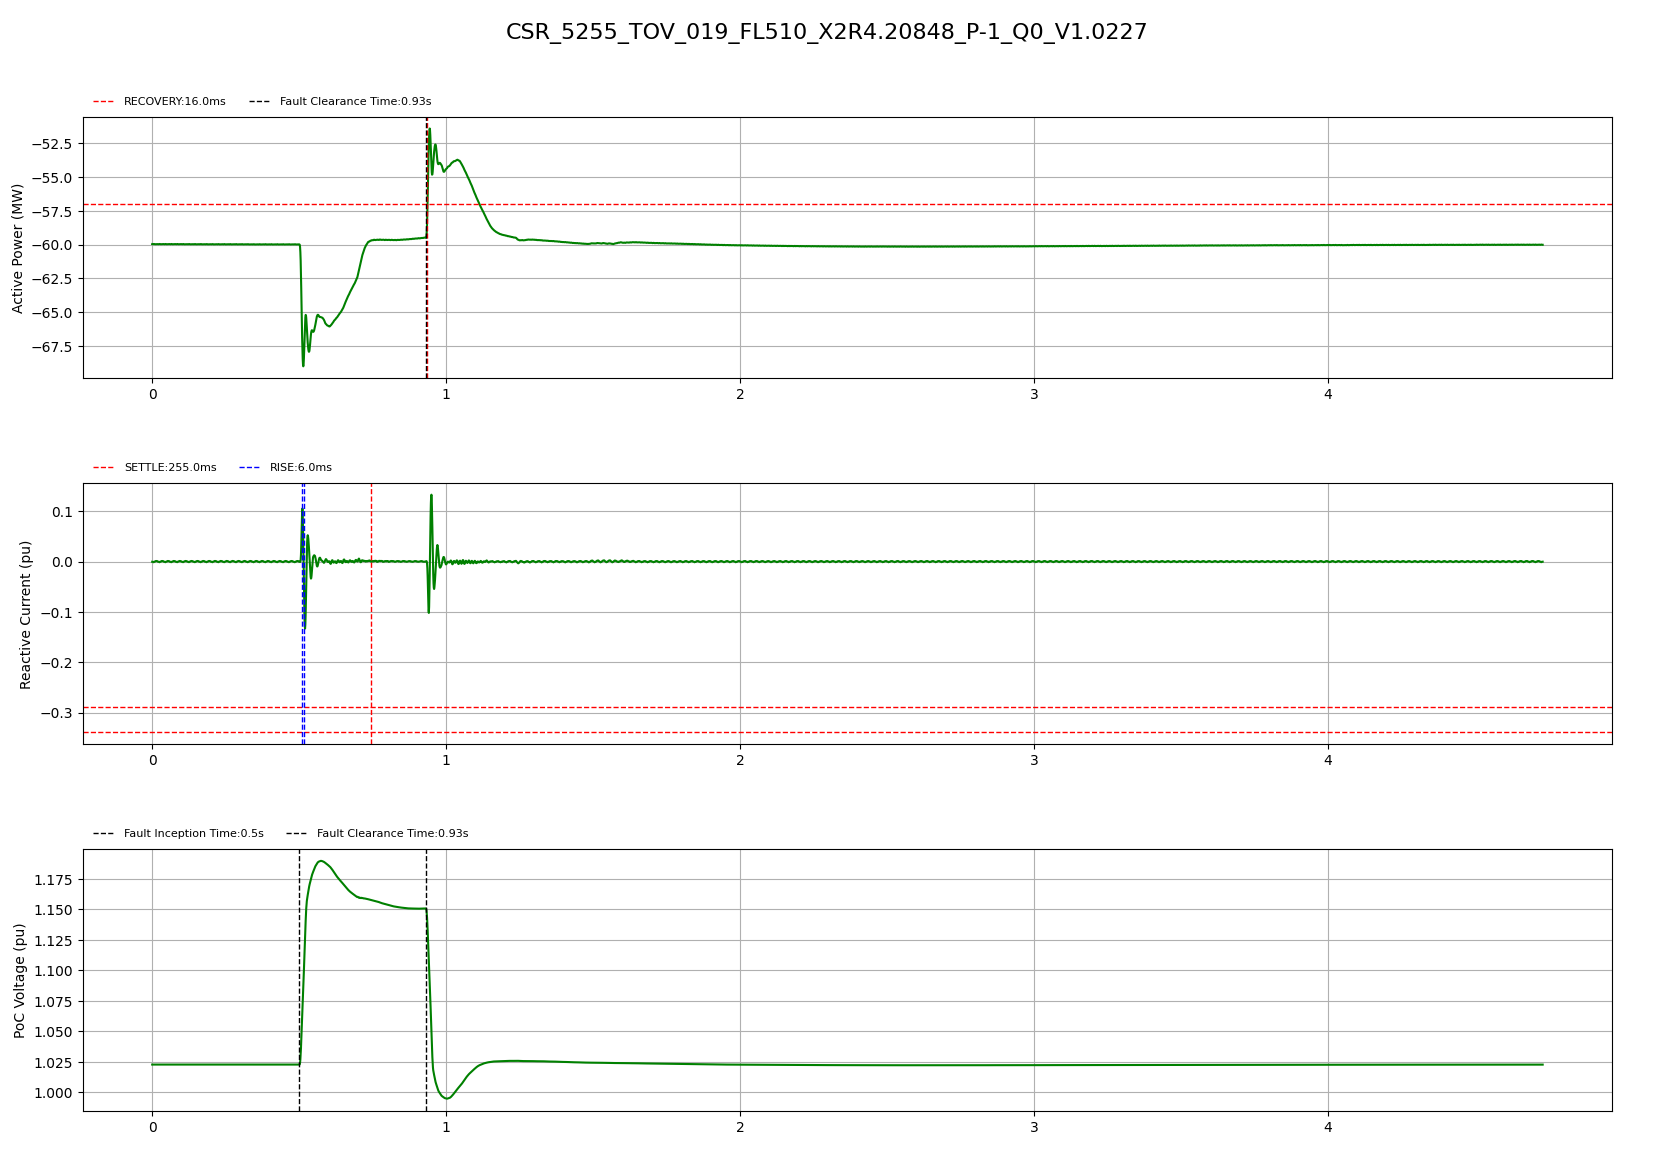 CSR_5255_TOV_019_FL510_X2R4.20848_P-1_Q0_V1.0227
RECOVERY:16.0ms Fault Clearance Time:0.93s
Active Power (MW)
−52.5
−55.0
−57.5
−60.0
−62.5
−65.0
−67.5
0 1 2 3 4
SETTLE:255.0ms RISE:6.0ms
Reactive Current (pu)
0.1
0.0
−0.1
−0.2
−0.3
0 1 2 3 4
Fault Inception Time:0.5s Fault Clearance Time:0.93s
PoC Voltage (pu)
1.175
1.150
1.125
1.100
1.075
1.050
1.025
1.000
0 1 2 3 4